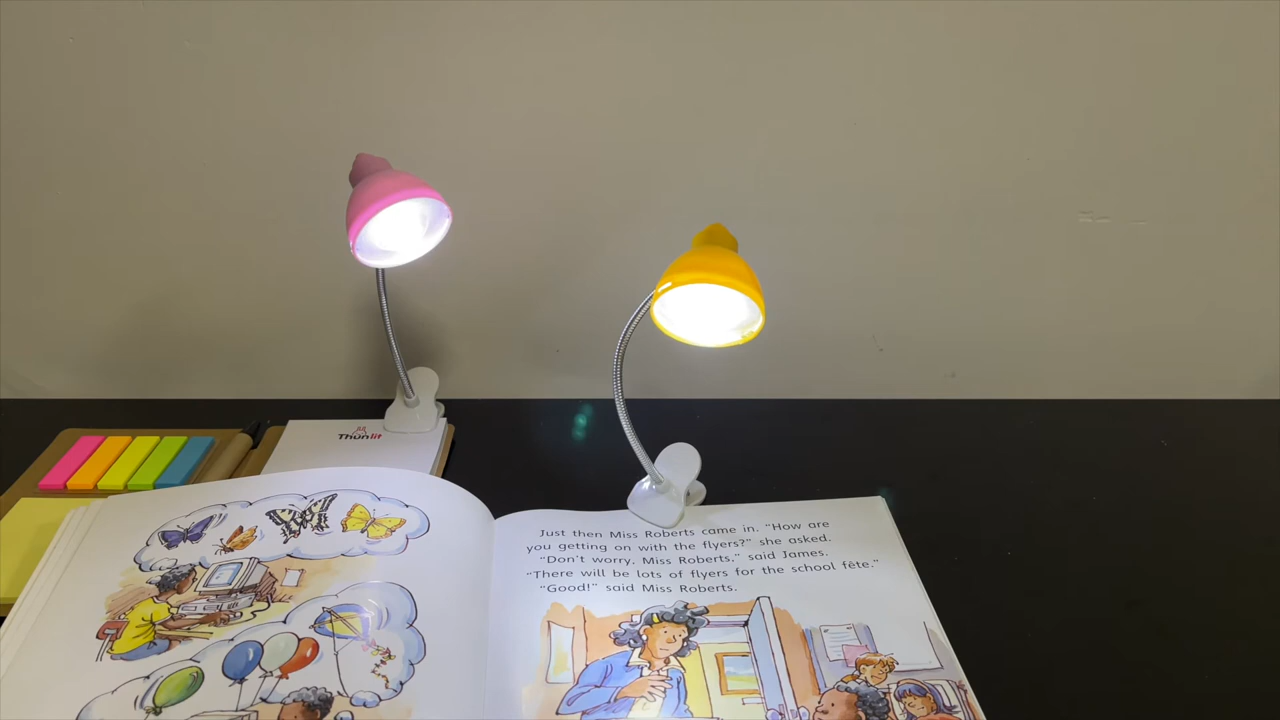 Thunlit
Just then Miss Roberts came in. "How are
you getting on with the flyers?" she asked.
"Don't worry, Miss Roberts," said James.
"There will be lots of flyers for the school fête."
"Good!" said Miss Roberts.